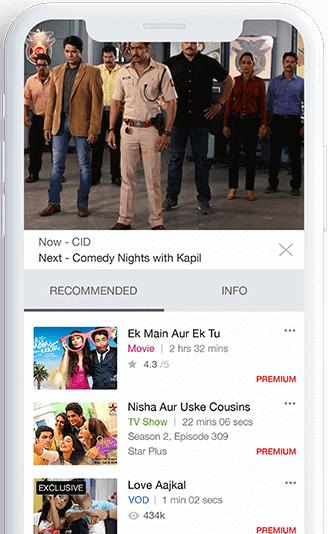 CID
Now - CID
Next - Comedy Nights with Kapil
RECOMMENDED
INFO
Ek Main Aur Ek Tu
Movie | 2 hrs 32 mins
4.3 /5
PREMIUM
Nisha Aur Uske Cousins
TV Show | 22 mins 06 secs
Season 2, Episode 309
Star Plus
PREMIUM
EXCLUSIVE
Love Aajkal
VOD | 1 min 02 secs
434k
PREMIUM